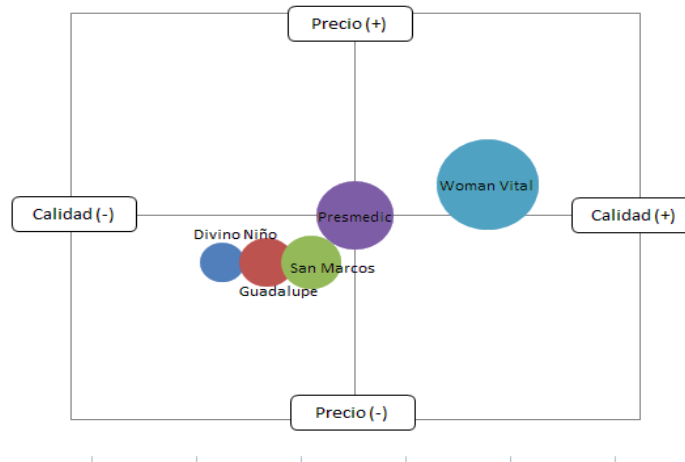 Precio (+)
Woman Vital
Calidad (-)
Presmedic
Calidad (+)
Divino Niño
San Marcos
Guadalupe
Precio (-)